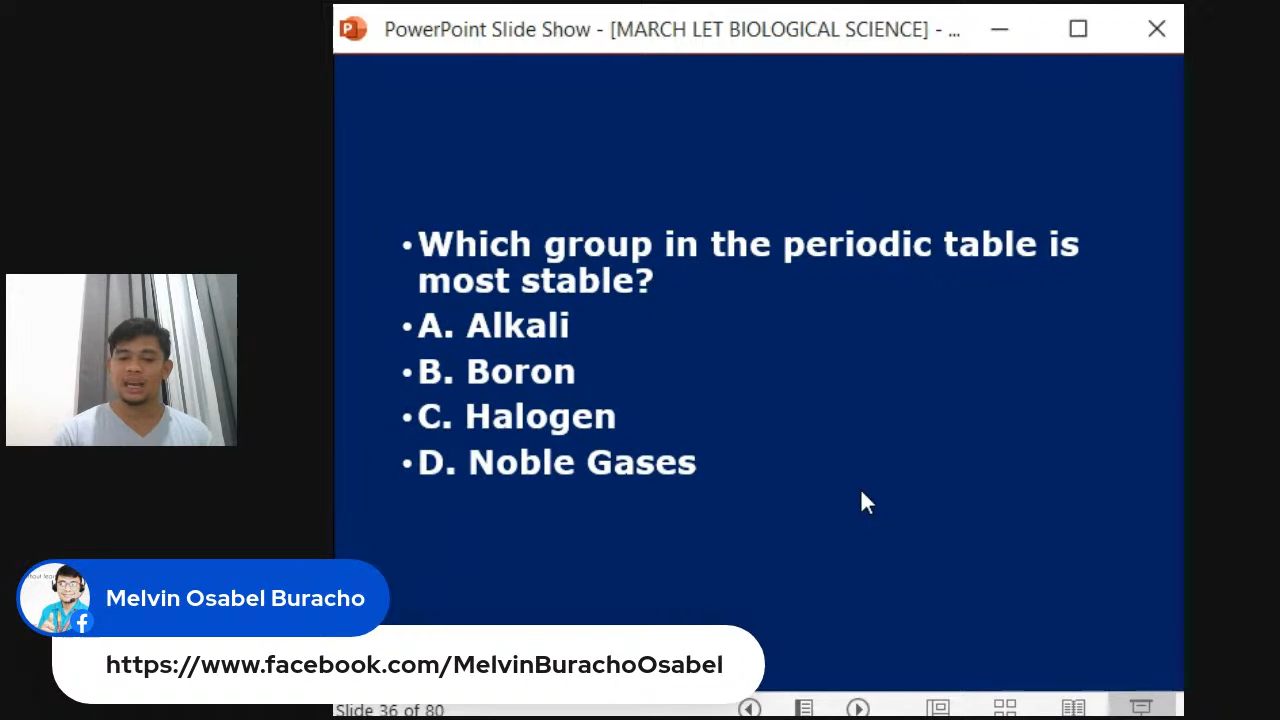 PowerPoint Slide Show - [MARCH LET BIOLOGICAL SCIENCE] - ...
• Which group in the periodic table is
most stable?
• A. Alkali
• B. Boron
• C. Halogen
• D. Noble Gases
Melvin Osabel Buracho
https://www.facebook.com/MelvinBurachoOsabel
Slide 36 of 80